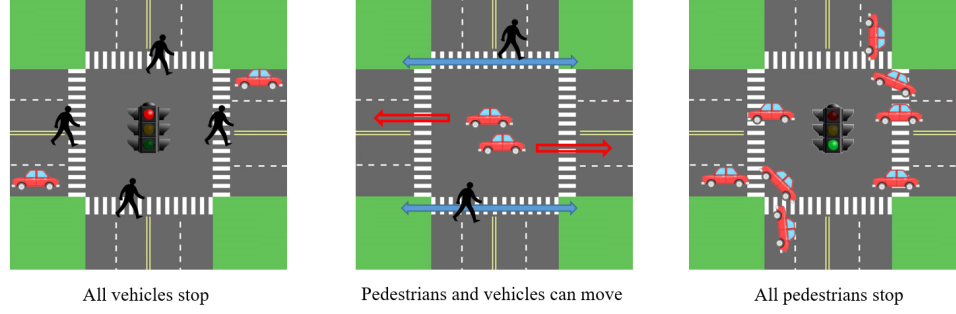 All vehicles stop
Pedestrians and vehicles can move
All pedestrians stop